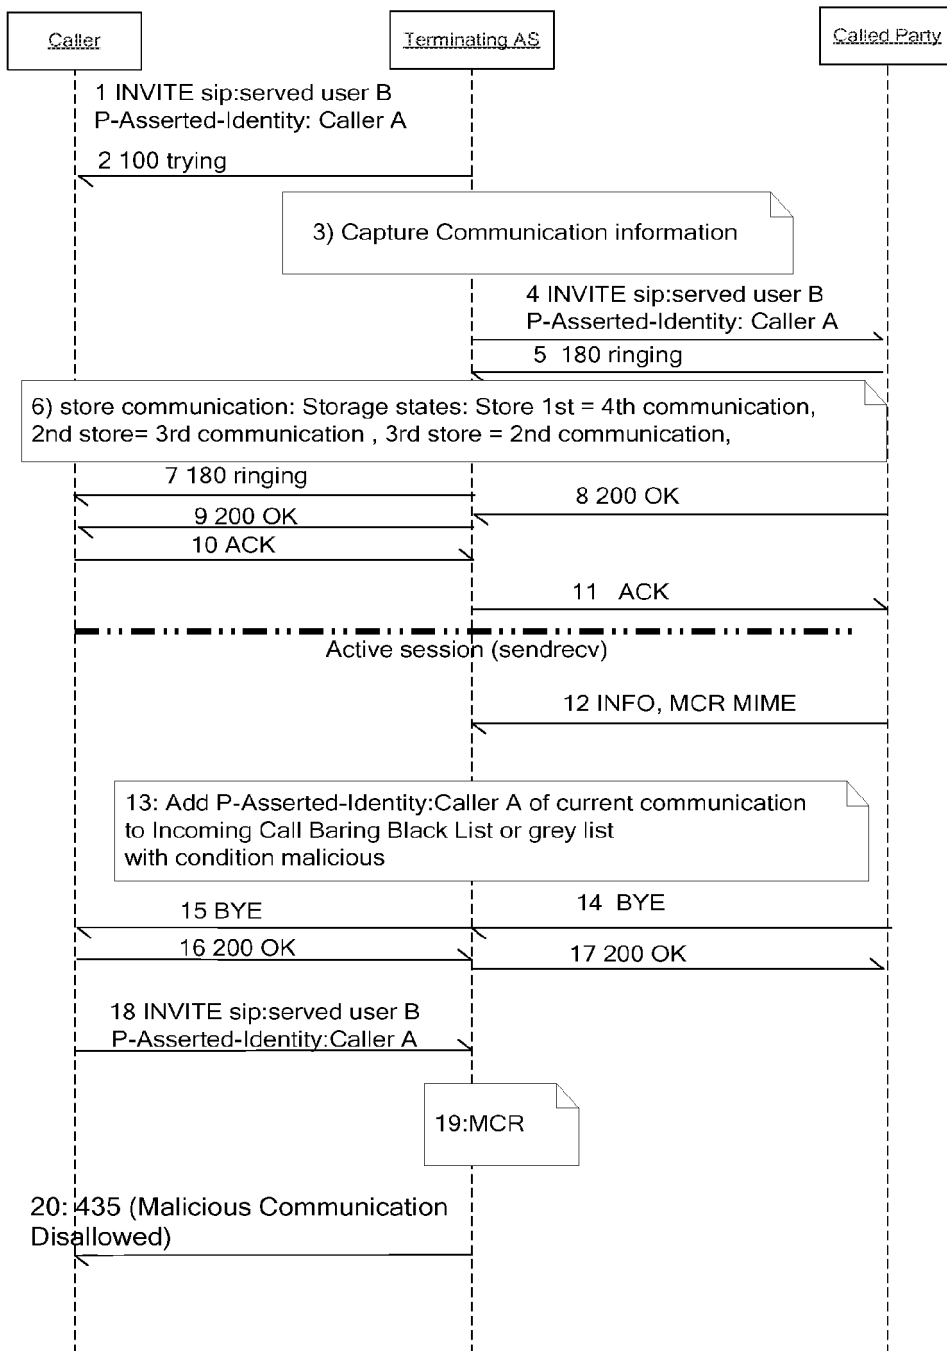 Caller
Terminating AS
Called Party
1 INVITE sip:served user B
P-Asserted-Identity: Caller A
2 100 trying
3) Capture Communication information
4 INVITE sip:served user B
P-Asserted-Identity: Caller A
5 180 ringing
6) store communication: Storage states: Store 1st = 4th communication,
2nd store= 3rd communication , 3rd store = 2nd communication,
7 180 ringing
8 200 OK
9 200 OK
10 ACK
11 ACK
Active session (sendrecv)
12 INFO, MCR MIME
13: Add P-Asserted-Identity:Caller A of current communication
to Incoming Call Baring Black List or grey list
with condition malicious
14 BYE
15 BYE
16 200 OK
17 200 OK
18 INVITE sip:served user B
P-Asserted-Identity:Caller A
19:MCR
20: 435 (Malicious Communication
Disallowed)